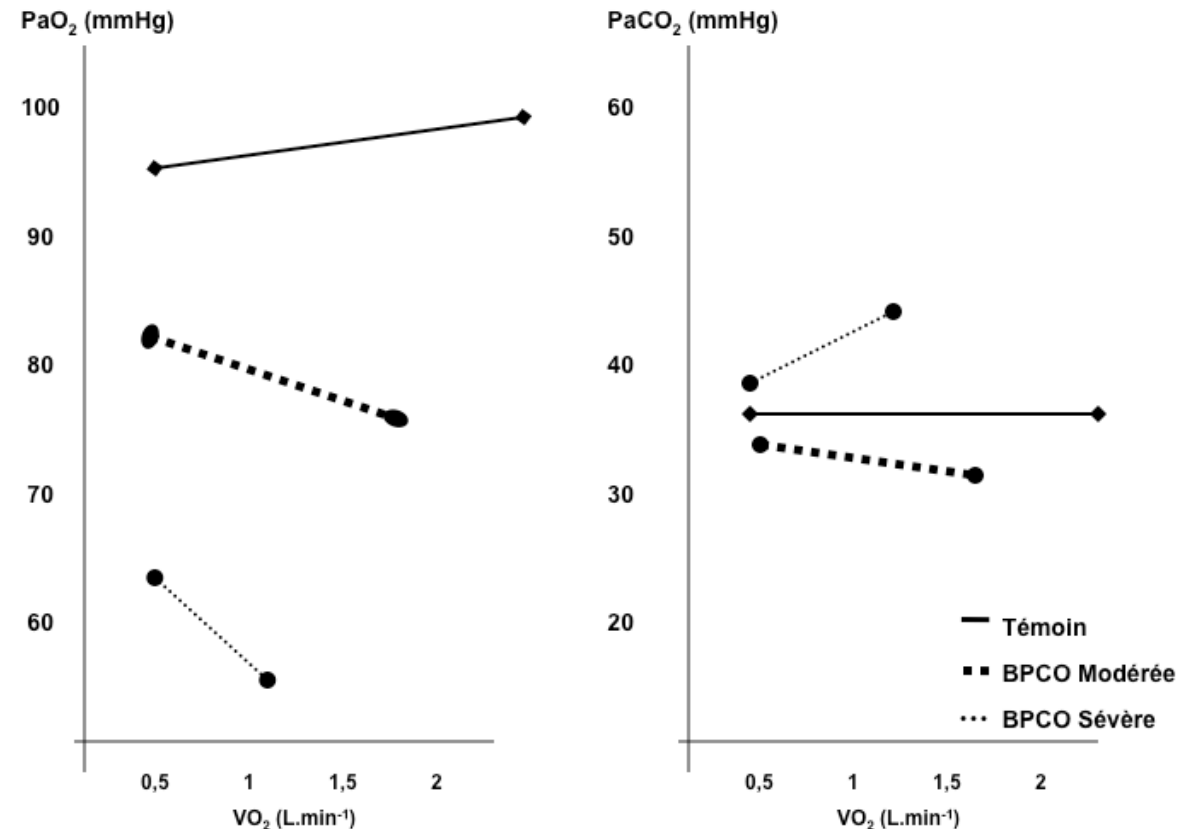 PaO₂ (mmHg)
100
90
80
70
60
0,5 1 1,5 2
VO₂ (L.min⁻¹)
PaCO₂ (mmHg)
60
50
40
30
20
0,5 1 1,5 2
VO₂ (L.min⁻¹)
Témoin
BPCO Modérée
BPCO Sévère